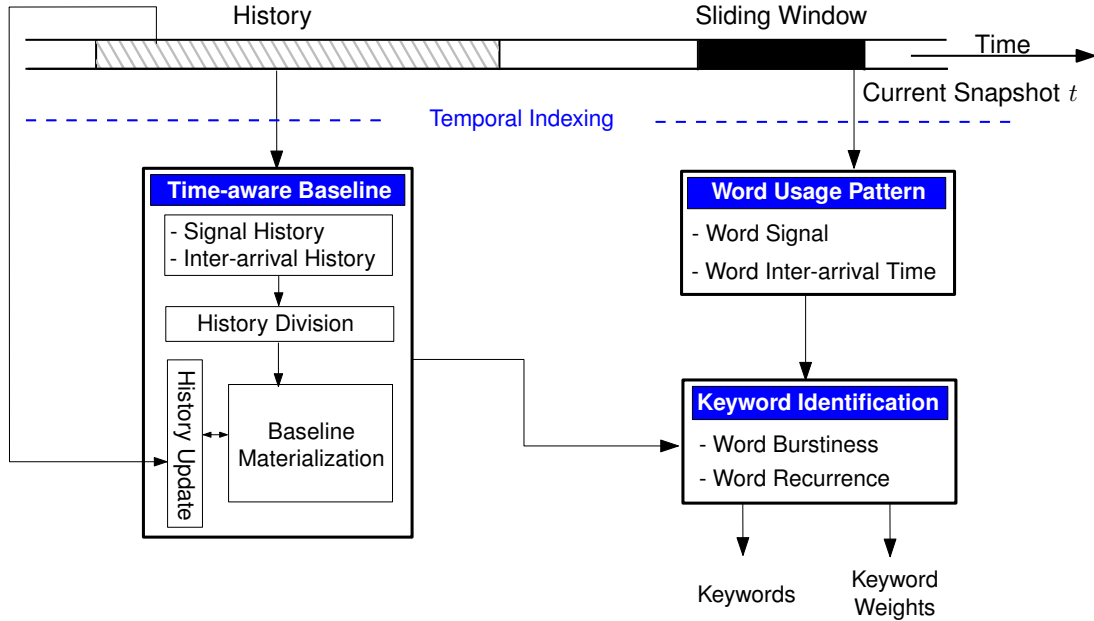 History
Sliding Window
Time
Current Snapshot t
Temporal Indexing
Time-aware Baseline
- Signal History
- Inter-arrival History
History Division
History Update
Baseline
Materialization
Word Usage Pattern
- Word Signal
- Word Inter-arrival Time
Keyword Identification
- Word Burstiness
- Word Recurrence
Keywords
Keyword
Weights